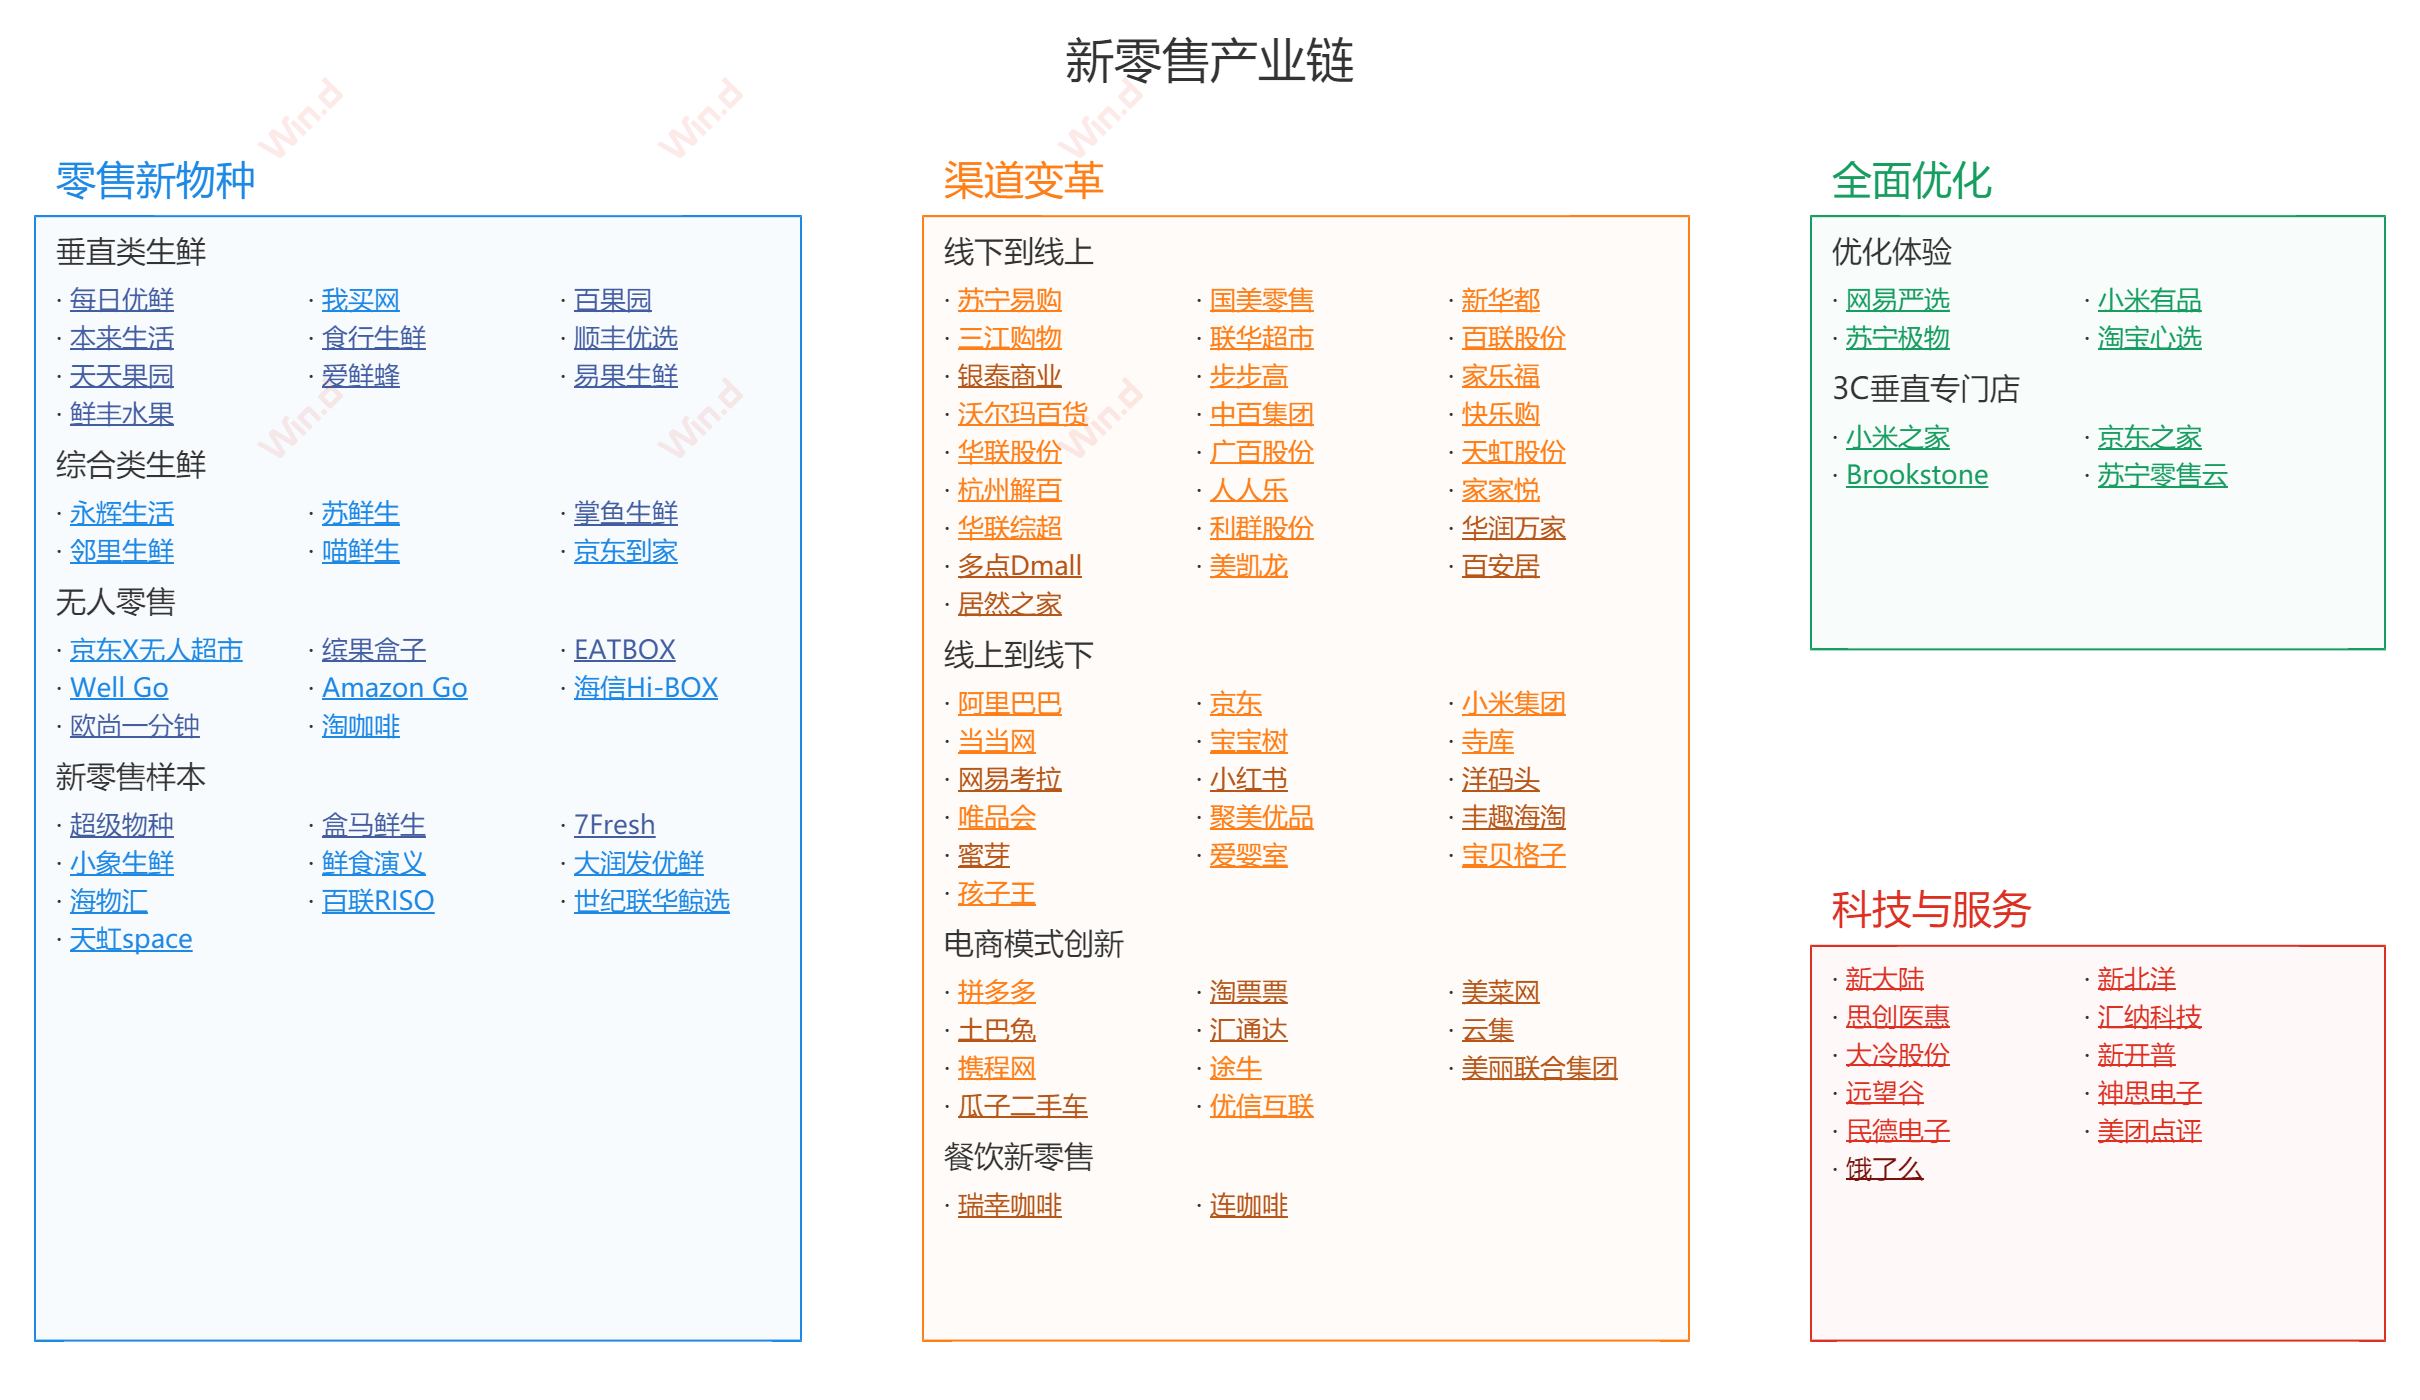 新零售产业链
零售新物种
垂直类生鲜
· 每日优鲜 · 我买网 · 百果园
· 本来生活 · 食行生鲜 · 顺丰优选
· 天天果园 · 爱鲜蜂 · 易果生鲜
· 鲜丰水果
综合类生鲜
· 永辉生活 · 苏鲜生 · 掌鱼生鲜
· 邻里生鲜 · 喵鲜生 · 京东到家
无人零售
· 京东X无人超市 · 缤果盒子 · EATBOX
· Well Go · Amazon Go · 海信Hi-BOX
· 欧尚一分钟 · 淘咖啡
新零售样本
· 超级物种 · 盒马鲜生 · 7Fresh
· 小象生鲜 · 鲜食演义 · 大润发优鲜
· 海物汇 · 百联RISO · 世纪联华鲸选
· 天虹space
渠道变革
线下到线上
· 苏宁易购 · 国美零售 · 新华都
· 三江购物 · 联华超市 · 百联股份
· 银泰商业 · 步步高 · 家乐福
· 沃尔玛百货 · 中百集团 · 快乐购
· 华联股份 · 广百股份 · 天虹股份
· 杭州解百 · 人人乐 · 家家悦
· 华联综超 · 利群股份 · 华润万家
· 多点Dmall · 美凯龙 · 百安居
· 居然之家
线上到线下
· 阿里巴巴 · 京东 · 小米集团
· 当当网 · 宝宝树 · 寺库
· 网易考拉 · 小红书 · 洋码头
· 唯品会 · 聚美优品 · 丰趣海淘
· 蜜芽 · 爱婴室 · 宝贝格子
· 孩子王
电商模式创新
· 拼多多 · 淘票票 · 美菜网
· 土巴兔 · 汇通达 · 云集
· 携程网 · 途牛 · 美丽联合集团
· 瓜子二手车 · 优信互联
餐饮新零售
· 瑞幸咖啡 · 连咖啡
全面优化
优化体验
· 网易严选 · 小米有品
· 苏宁极物 · 淘宝心选
3C垂直专门店
· 小米之家 · 京东之家
· Brookstone · 苏宁零售云
科技与服务
· 新大陆 · 新北洋
· 思创医惠 · 汇纳科技
· 大冷股份 · 新开普
· 远望谷 · 神思电子
· 民德电子 · 美团点评
· 饿了么
Win.d
Win.d
Win.d
Win.d
Win.d
Win.d